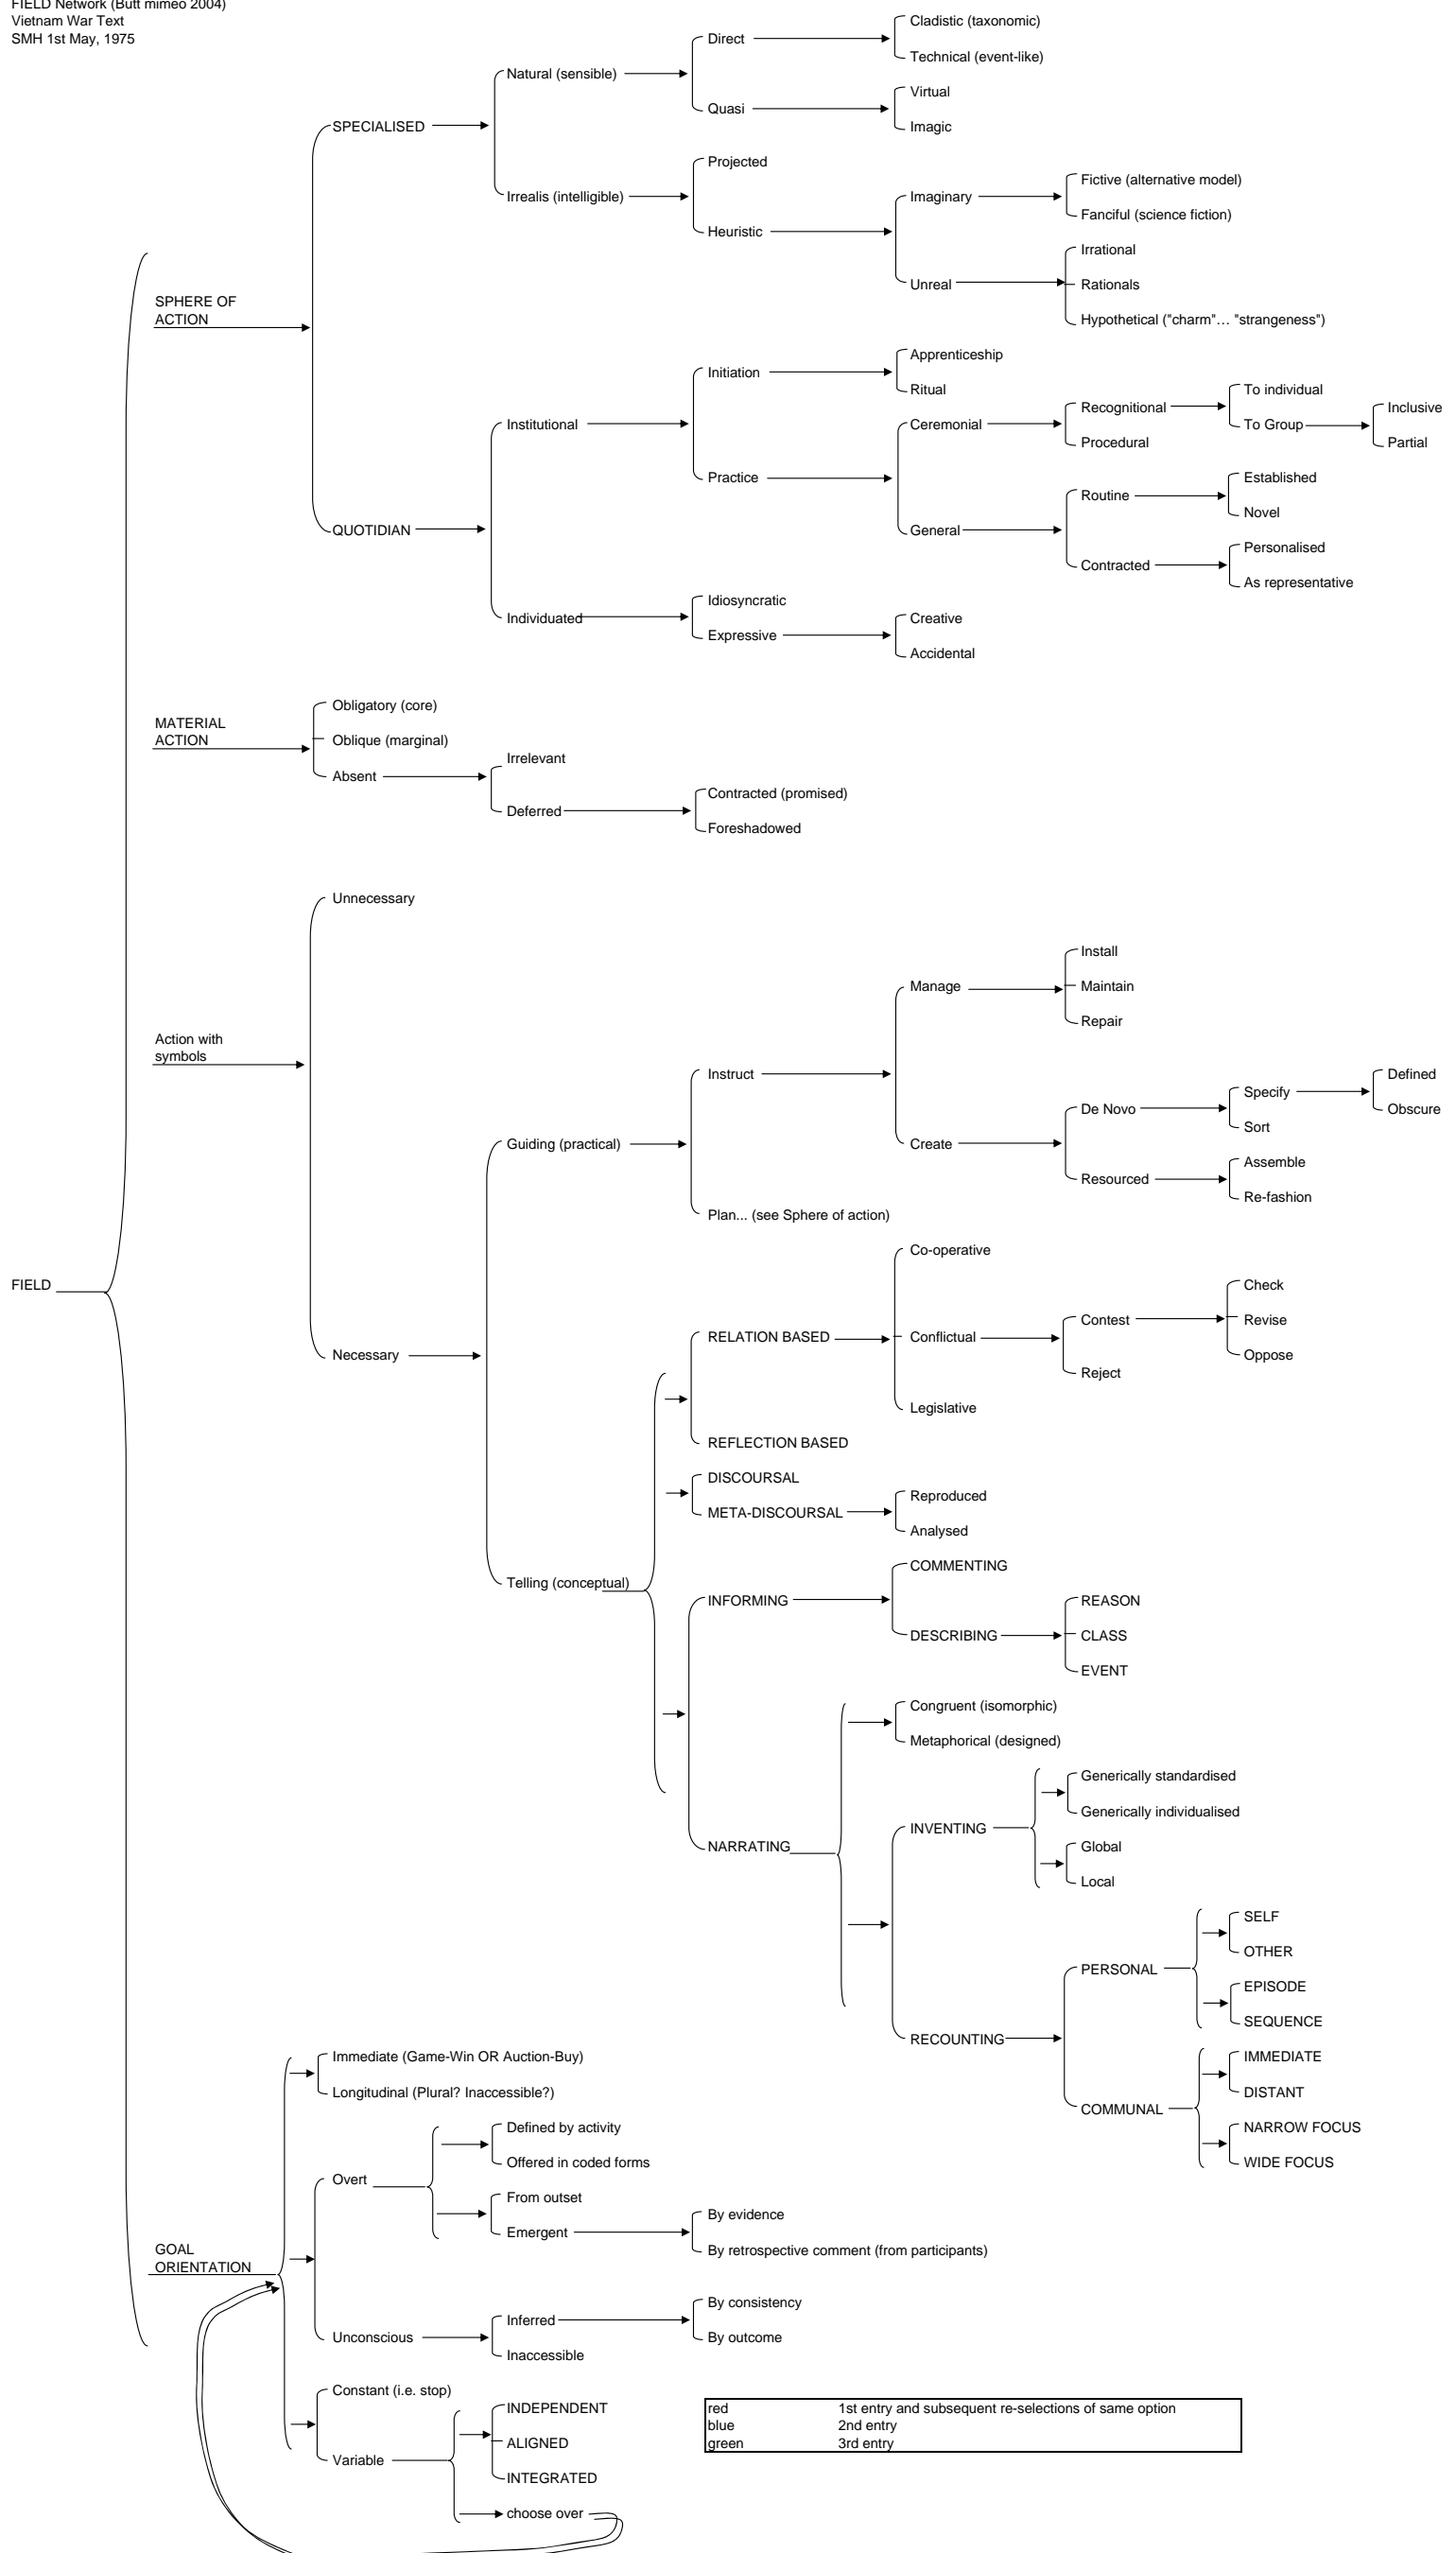 FIELD Network (Butt mimeo 2004)
Vietnam War Text
SMH 1st May, 1975
Cladistic (taxonomic)
Direct
Technical (event-like)
Natural (sensible)
Virtual
Quasi
Imagic
SPECIALISED
Projected
Fictive (alternative model)
Irrealis (intelligible)
Imaginary
Fanciful (science fiction)
Heuristic
Irrational
Unreal
Rationals
SPHERE OF
ACTION
Hypothetical ("charm"… "strangeness")
Apprenticeship
Initiation
Ritual
To individual
Recognitional
Inclusive
Institutional
Ceremonial
To Group
Procedural
Partial
Practice
Established
Routine
Novel
QUOTIDIAN
General
Personalised
Contracted
As representative
Idiosyncratic
Individuated
Creative
Expressive
Accidental
Obligatory (core)
MATERIAL
ACTION
Oblique (marginal)
Irrelevant
Absent
Contracted (promised)
Deferred
Foreshadowed
Unnecessary
Install
Manage
Maintain
Repair
Action with
symbols
Instruct
Defined
Specify
De Novo
Obscure
Sort
Guiding (practical)
Create
Assemble
Resourced
Re-fashion
Plan... (see Sphere of action)
Co-operative
FIELD
Check
Contest
Revise
RELATION BASED
Conflictual
Necessary
Oppose
Reject
Legislative
REFLECTION BASED
DISCOURSAL
Reproduced
META-DISCOURSAL
Analysed
COMMENTING
Telling (conceptual)
INFORMING
REASON
DESCRIBING
CLASS
EVENT
Congruent (isomorphic)
Metaphorical (designed)
Generically standardised
Generically individualised
INVENTING
NARRATING
Global
Local
SELF
OTHER
PERSONAL
EPISODE
SEQUENCE
RECOUNTING
Immediate (Game-Win OR Auction-Buy)
IMMEDIATE
Longitudinal (Plural? Inaccessible?)
DISTANT
COMMUNAL
Defined by activity
NARROW FOCUS
Offered in coded forms
WIDE FOCUS
Overt
From outset
By evidence
Emergent
By retrospective comment (from participants)
GOAL
ORIENTATION
By consistency
Inferred
Unconscious
By outcome
Inaccessible
Constant (i.e. stop)
INDEPENDENT
red 1st entry and subsequent re-selections of same option
blue 2nd entry
green 3rd entry
ALIGNED
Variable
INTEGRATED
choose over